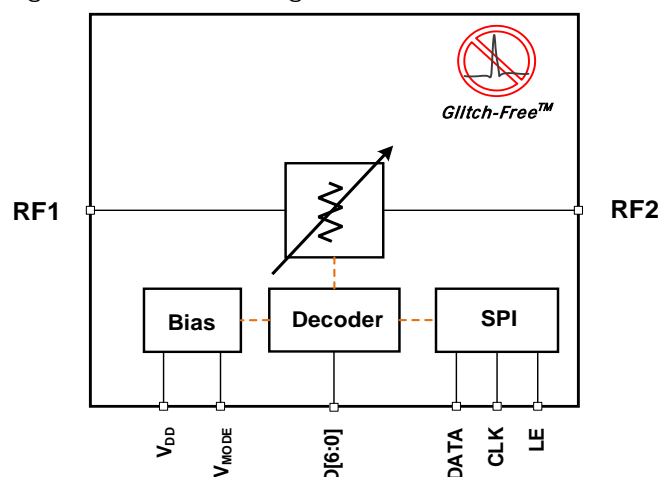 Glitch-Free™
RF1
RF2
Bias
Decoder
SPI
VDD
VMODE
D[6:0]
DATA
CLK
LE